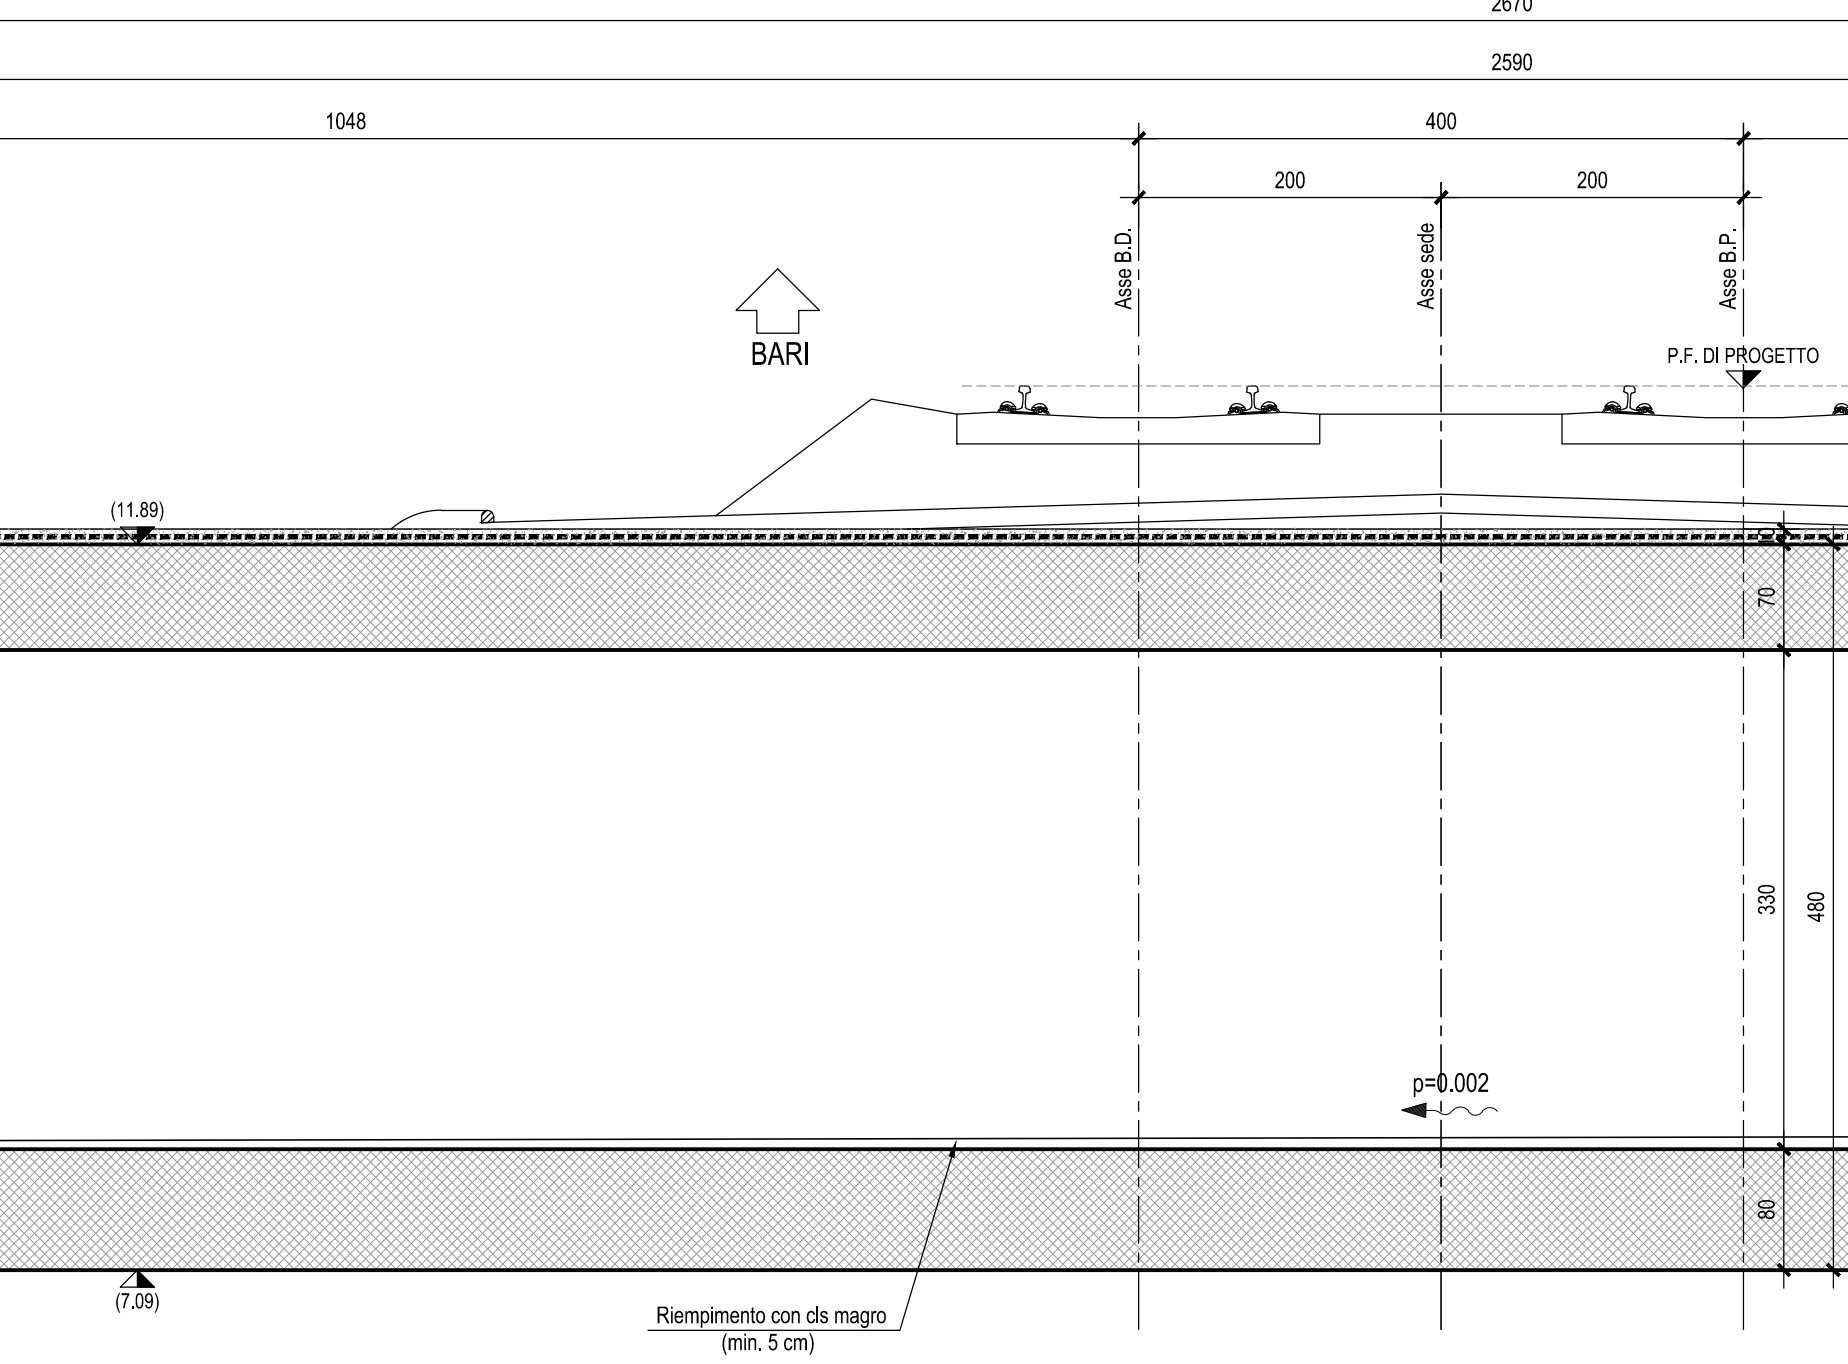 2670
2590
1048
400
200
200
Asse B.D.
Asse sede
Asse B.P.
BARI
P.F. DI PROGETTO
(11.89)
10
70
330
480
p=0.002
80
(7.09)
Riempimento con cls magro
(min. 5 cm)